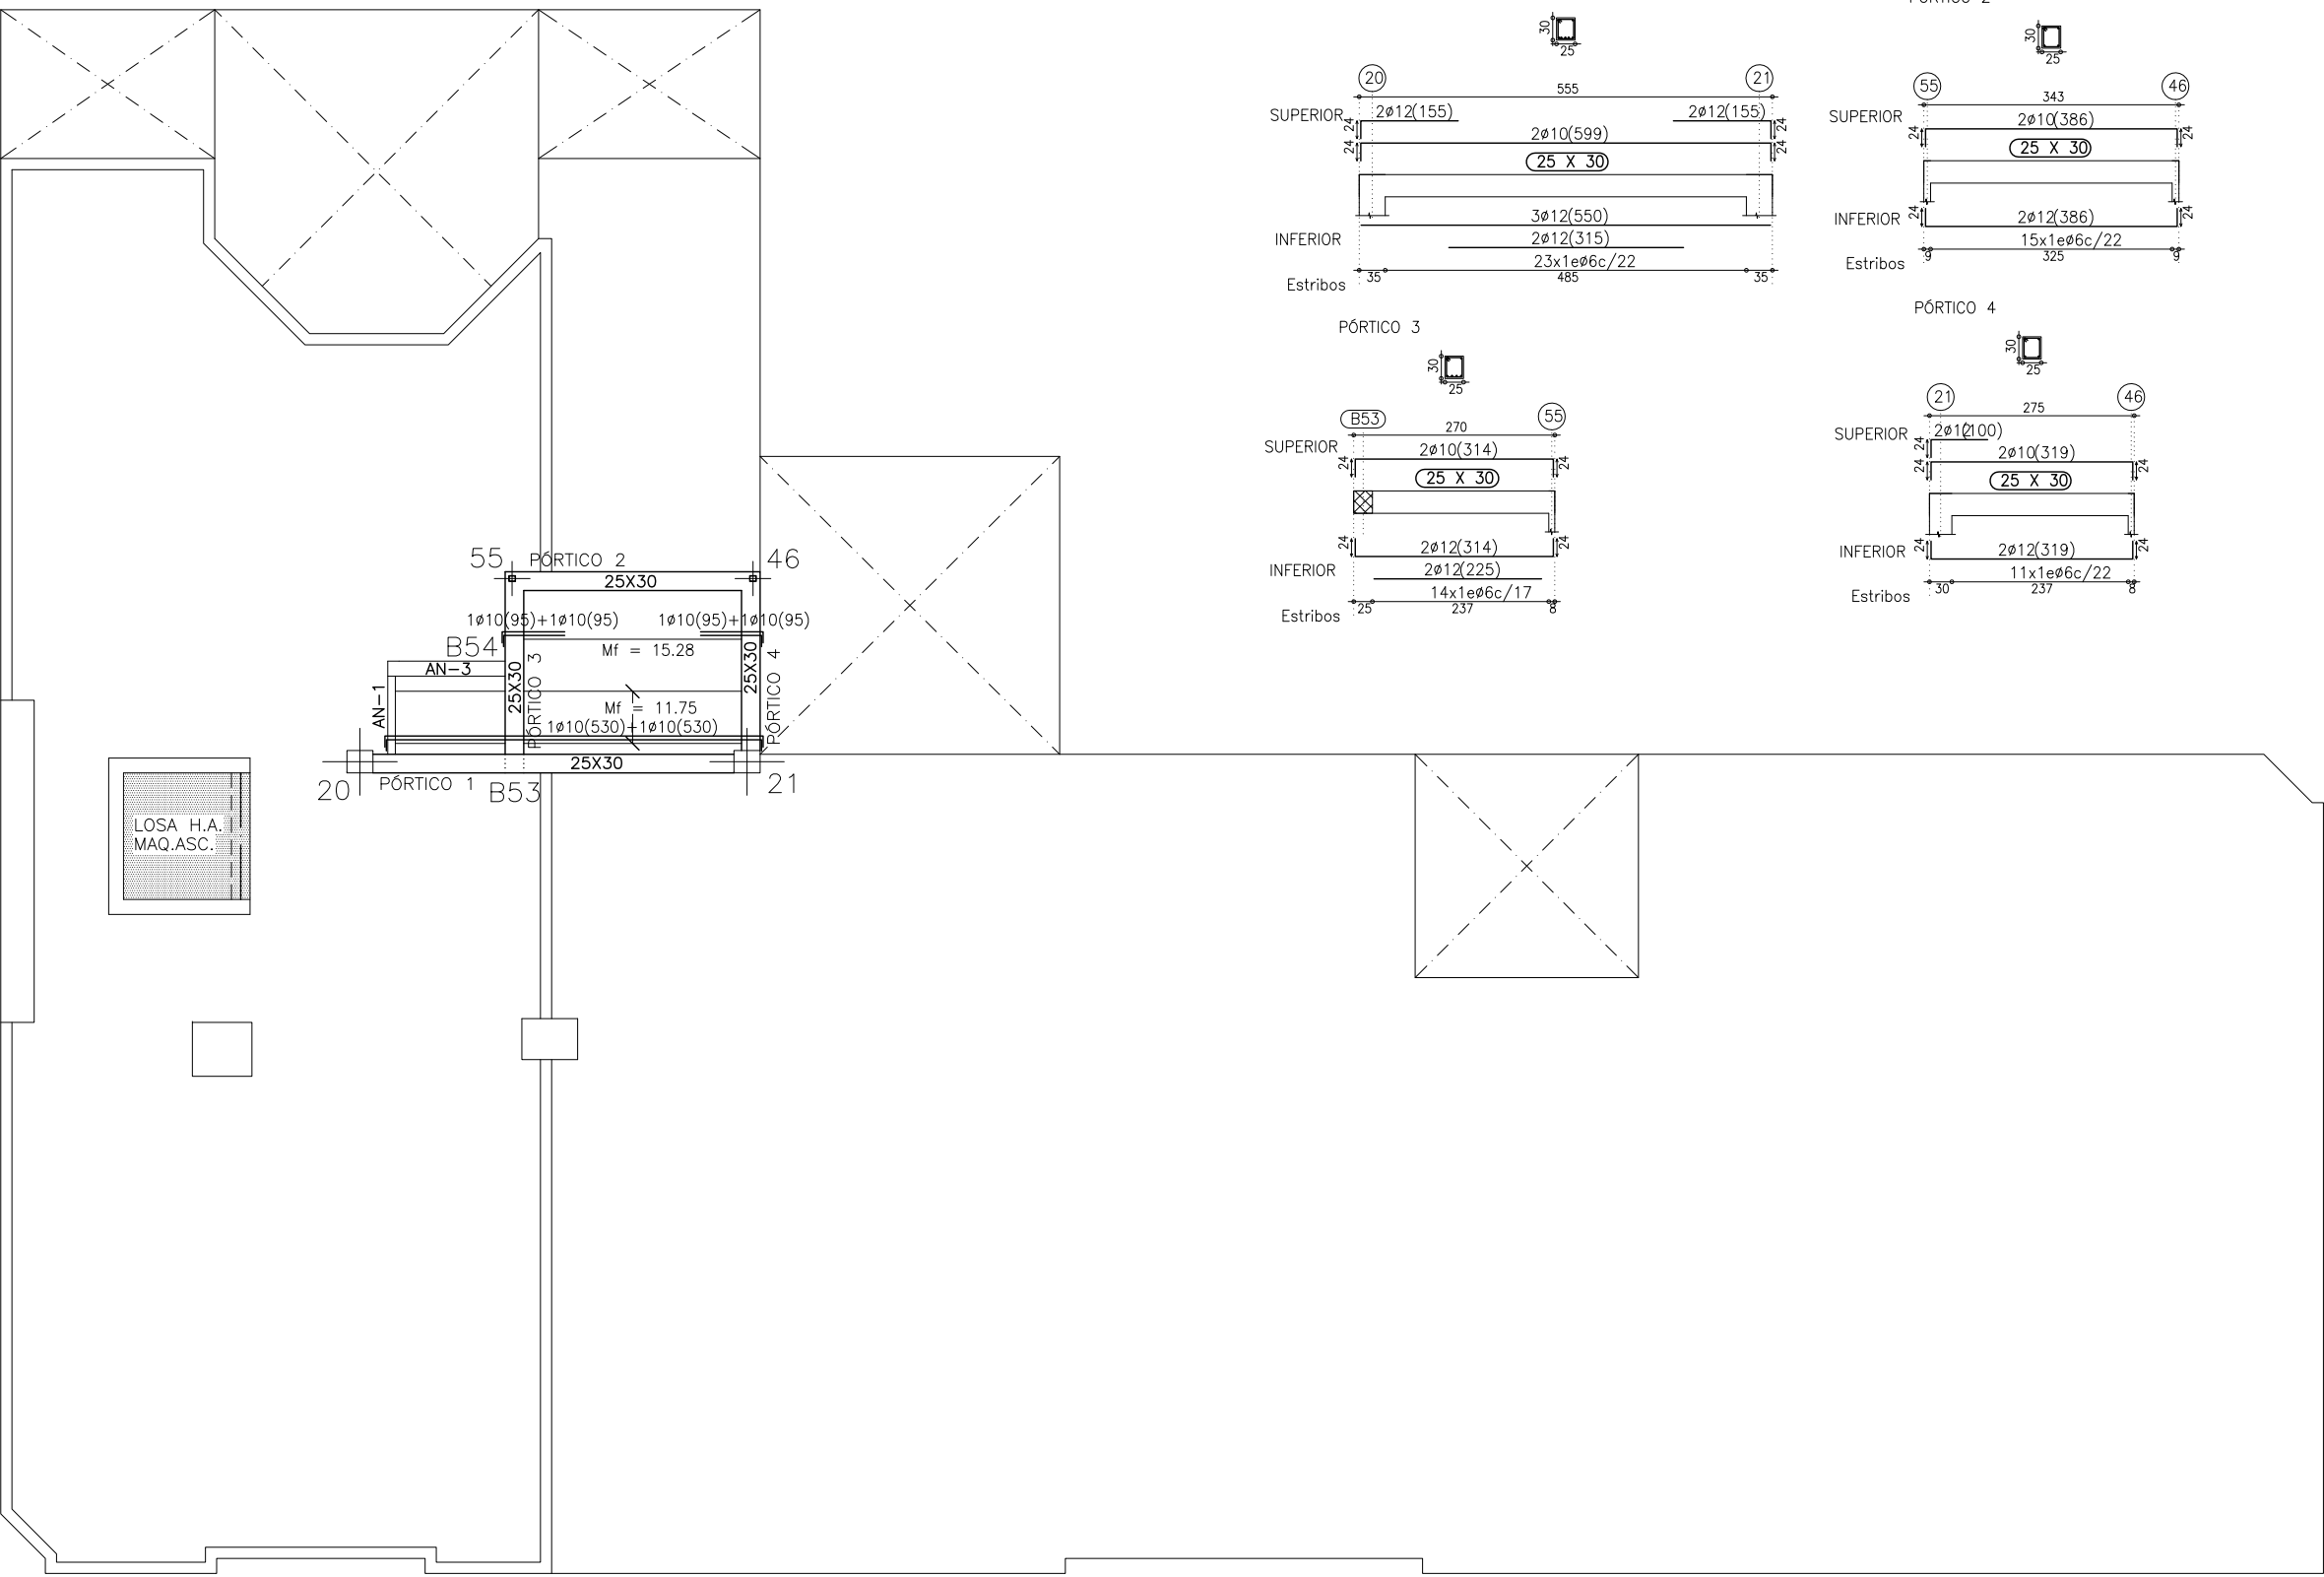 PÓRTICO 2
30
25
20
21
555
SUPERIOR
24
2ø12(155)
2ø12(155)
24
24
2ø10(599)
24
25 X 30
3ø12(550)
INFERIOR
2ø12(315)
23x1eø6c/22
Estribos
35
485
35
30
25
55
46
343
SUPERIOR
24
2ø10(386)
24
25 X 30
INFERIOR
24
2ø12(386)
24
15x1eø6c/22
Estribos
9
325
9
PÓRTICO 3
30
25
B53
55
270
SUPERIOR
24
2ø10(314)
24
25 X 30
24
2ø12(314)
24
INFERIOR
2ø12(225)
14x1eø6c/17
Estribos
25
237
8
PÓRTICO 4
30
25
21
46
275
SUPERIOR
24
2ø12(100)
24
2ø10(319)
24
25 X 30
INFERIOR
24
2ø12(319)
24
11x1eø6c/22
Estribos
30
237
8
55
PÓRTICO 2
46
25X30
1ø10(95)+1ø10(95)
1ø10(95)+1ø10(95)
B54
Mf = 15.28
AN-3
25X30
PÓRTICO 3
25X30
PÓRTICO 4
AN-1
Mf = 11.75
1ø10(530)+1ø10(530)
25X30
20
PÓRTICO 1
B53
21
LOSA H.A.
MAQ.ASC.